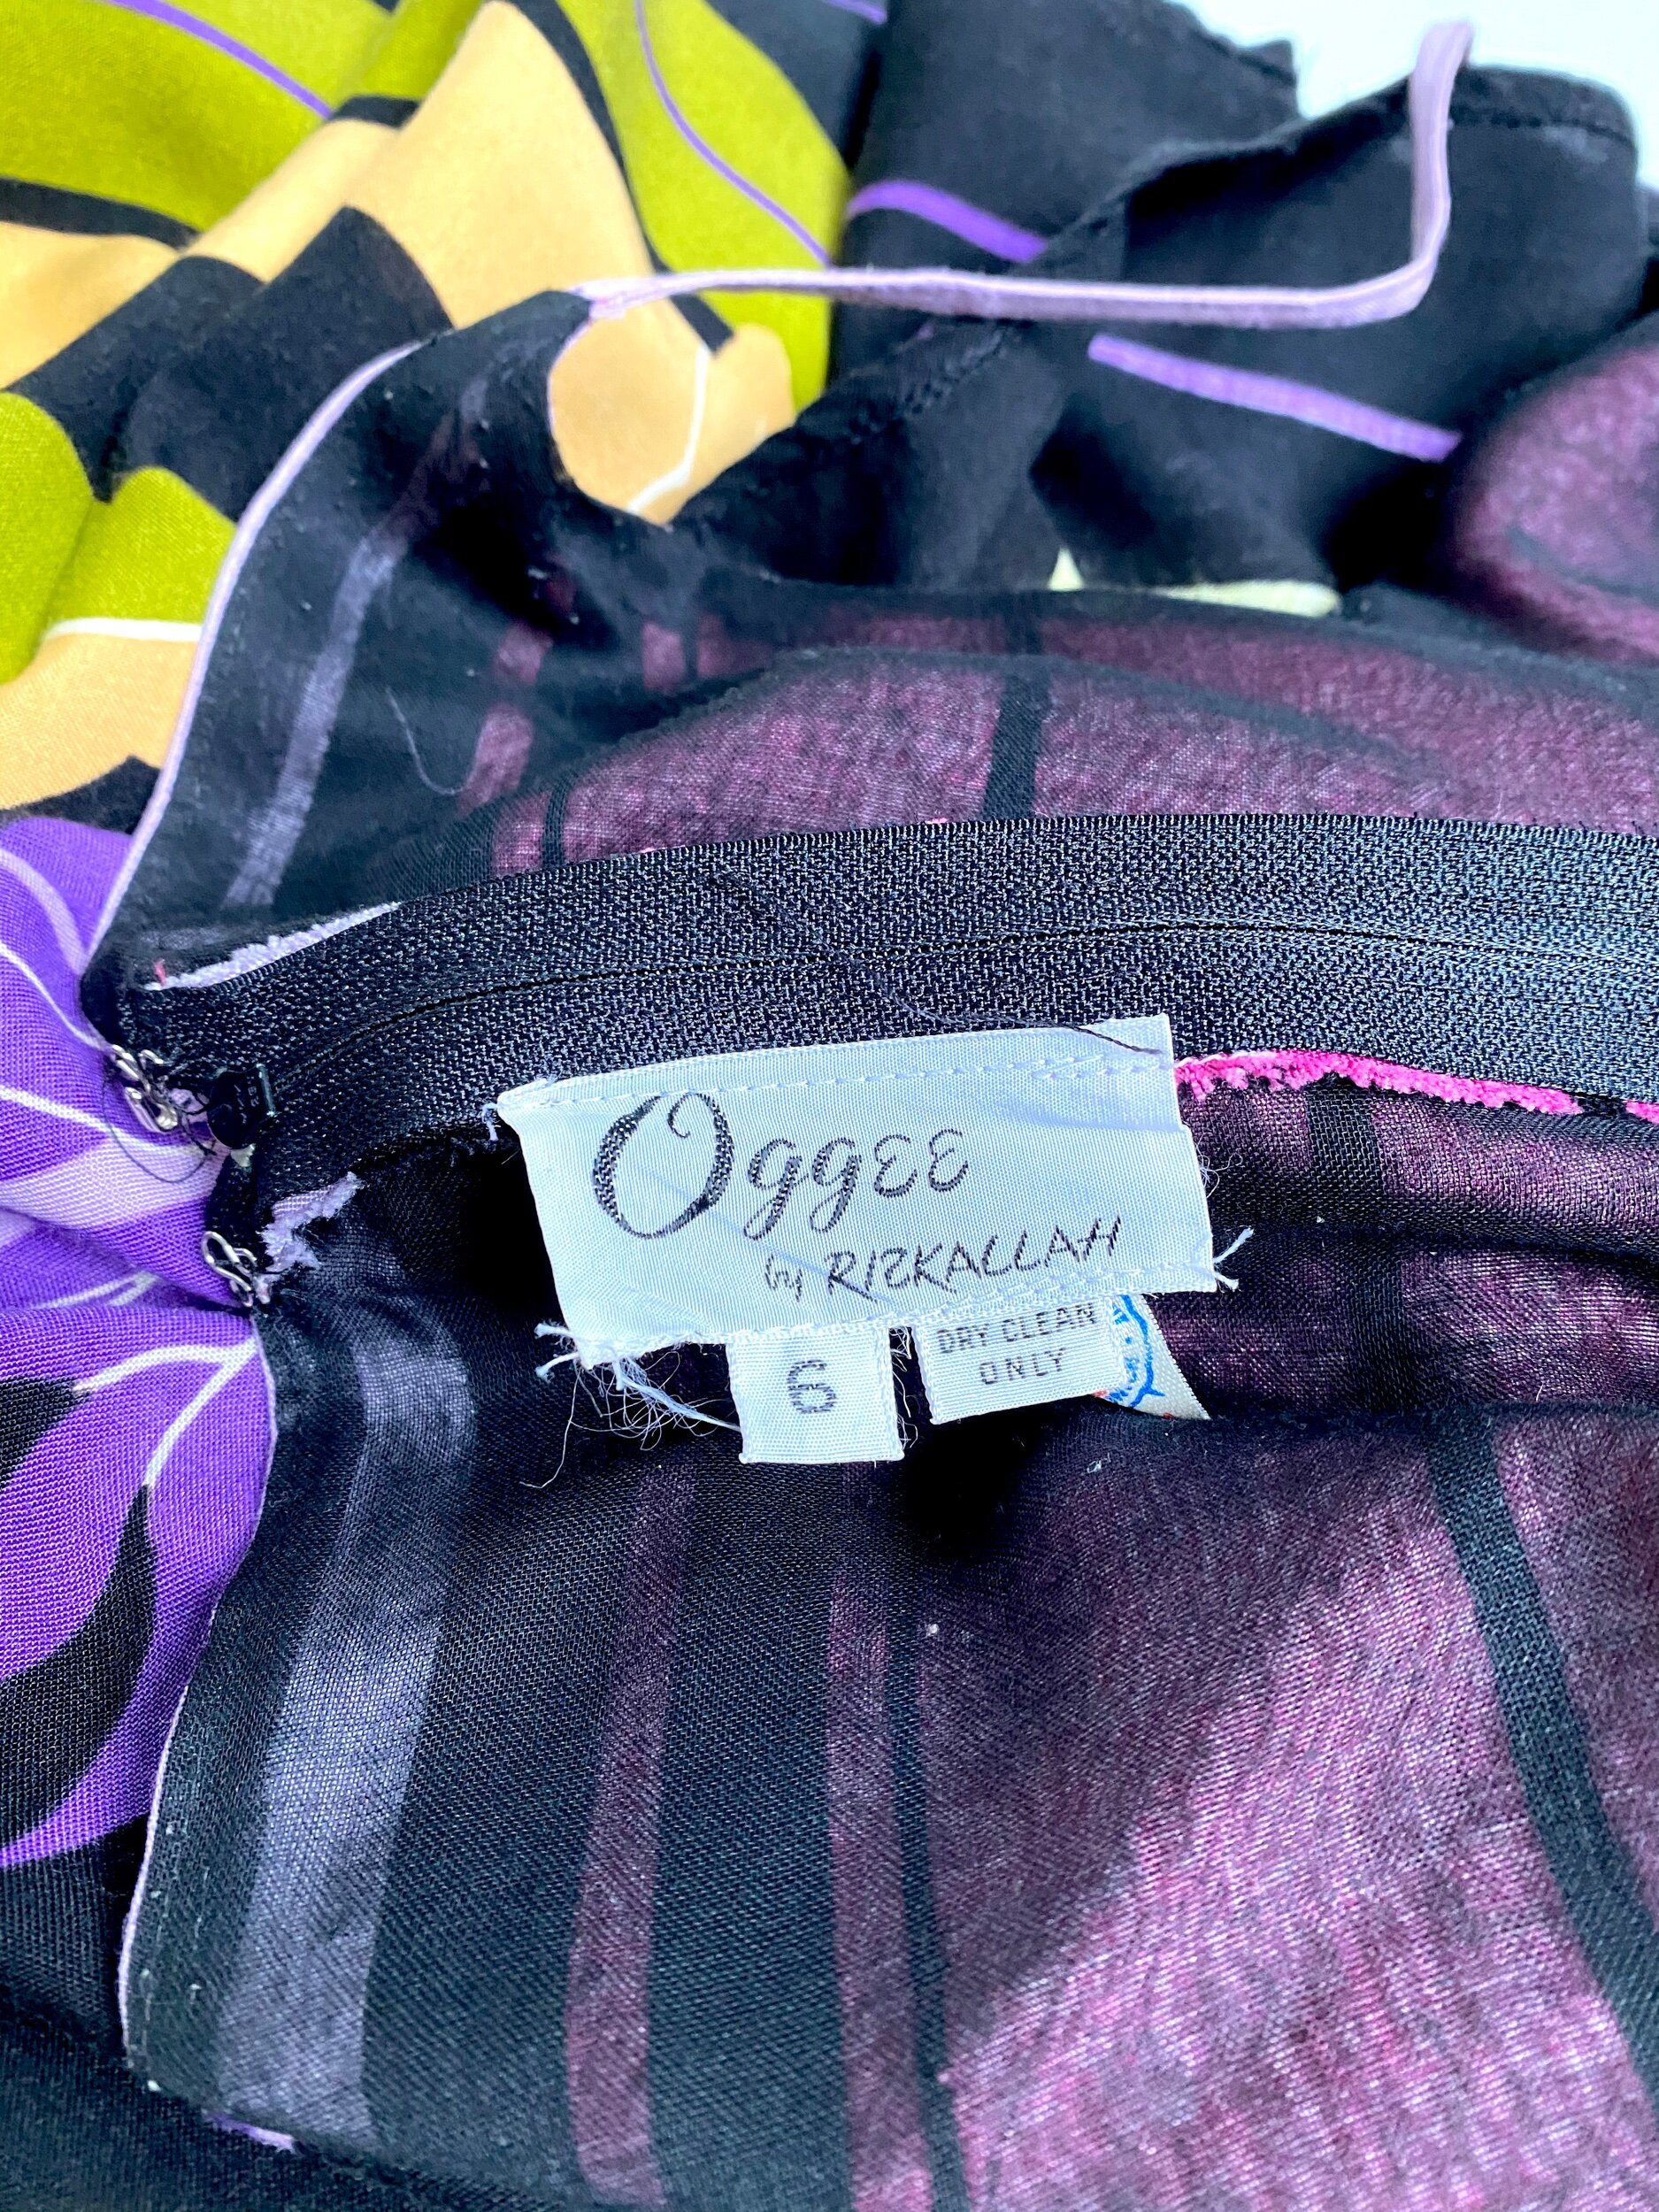 Oggee
by RIZKALLAH
6
DRY CLEAN
ONLY